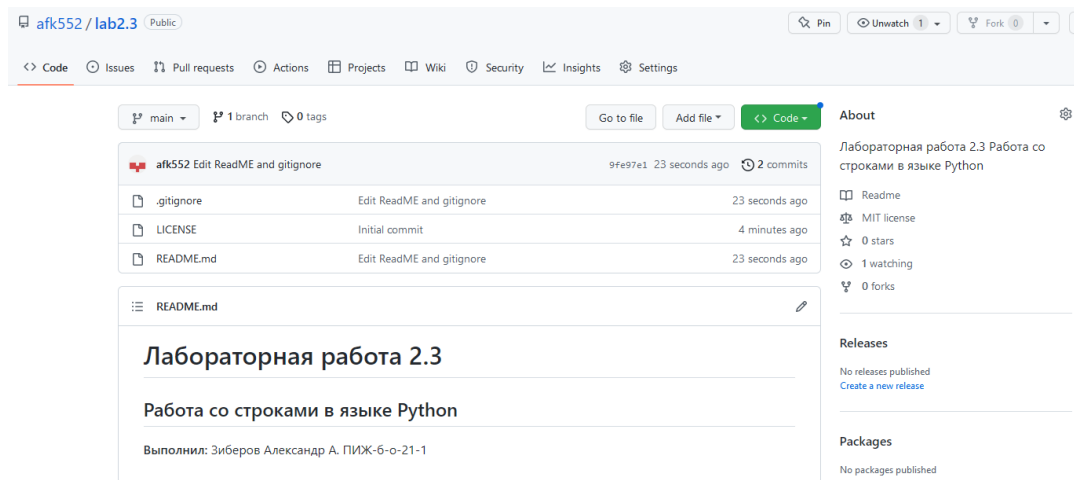 afk552 / lab2.3 Public
Pin
Unwatch 1
Fork 0
<> Code
Issues
Pull requests
Actions
Projects
Wiki
Security
Insights
Settings
main
1 branch
0 tags
Go to file
Add file
<> Code
About
Лабораторная работа 2.3 Работа со
строками в языке Python
Readme
MIT license
0 stars
1 watching
0 forks
afk552 Edit ReadME and gitignore
9fe97e1 23 seconds ago
2 commits
.gitignore
Edit ReadME and gitignore
23 seconds ago
LICENSE
Initial commit
4 minutes ago
README.md
Edit ReadME and gitignore
23 seconds ago
README.md
Лабораторная работа 2.3
Работа со строками в языке Python
Выполнил: Зиберов Александр А. ПИЖ-б-о-21-1
Releases
No releases published
Create a new release
Packages
No packages published